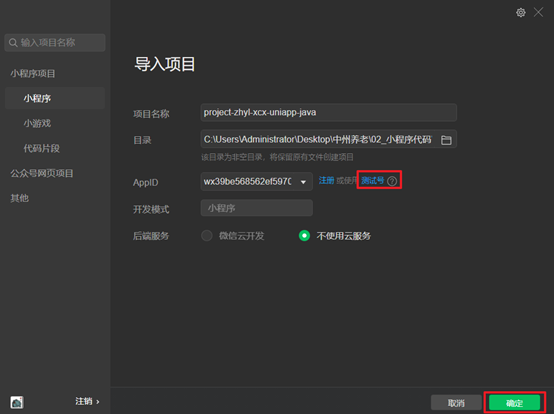 输入项目名称
小程序项目
小程序
小游戏
代码片段
公众号网页项目
其他
注销 ›
导入项目
项目名称 project-zhyl-xcx-uniapp-java
目录 C:\Users\Administrator\Desktop\中州养老\02_小程序代码
该目录为非空目录，将保留原有文件创建项目
AppID wx39be568562ef597C 注册 或使用 测试号 ?
开发模式 小程序
后端服务 微信云开发 不使用云服务
取消 确定